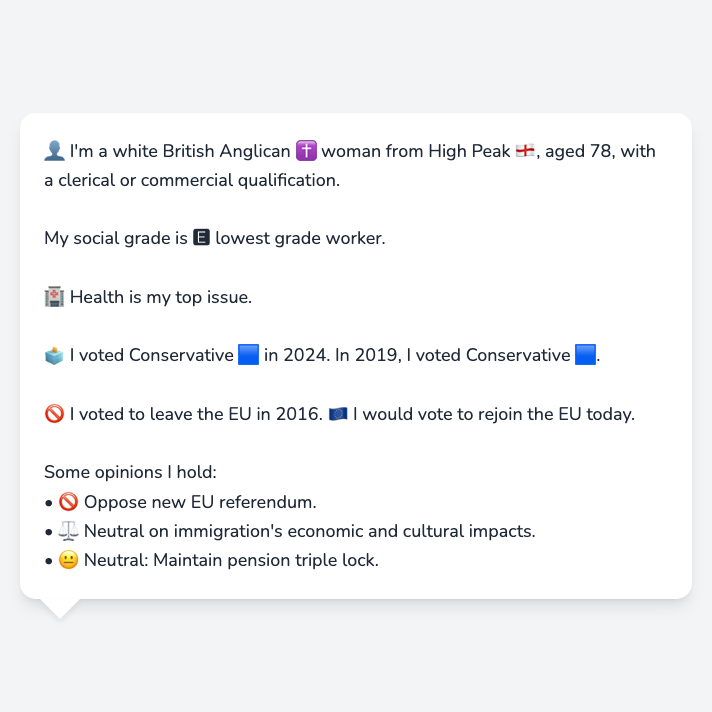 👤 I'm a white British Anglican ✝️ woman from High Peak 🏴󠁧󠁢󠁥󠁮󠁧󠁿, aged 78, with
a clerical or commercial qualification.
My social grade is 🅴 lowest grade worker.
🏥 Health is my top issue.
🗳️ I voted Conservative 🟦 in 2024. In 2019, I voted Conservative 🟦.
🚫 I voted to leave the EU in 2016. 🇪🇺 I would vote to rejoin the EU today.
Some opinions I hold:
• 🚫 Oppose new EU referendum.
• ⚖️ Neutral on immigration's economic and cultural impacts.
• 😐 Neutral: Maintain pension triple lock.